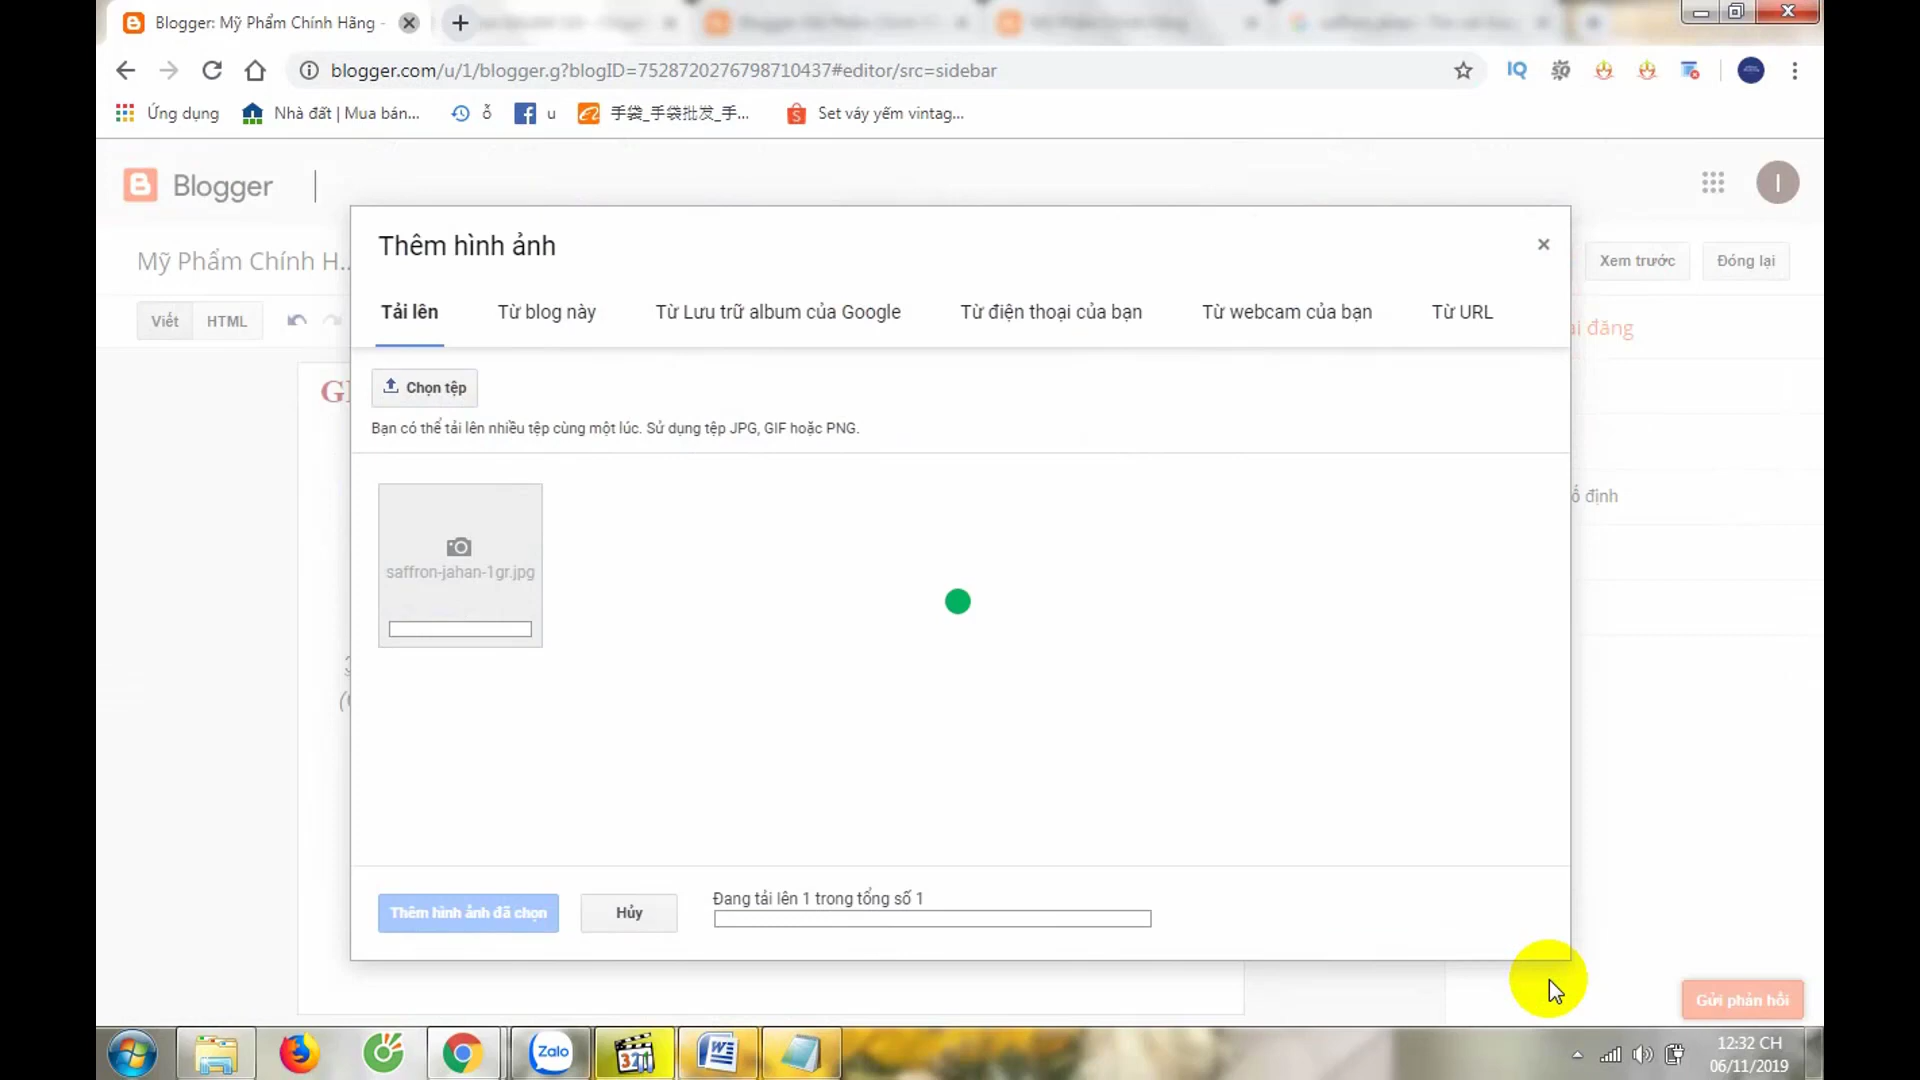 Blogger: Mỹ Phẩm Chính Hãng -
blogger.com/u/1/blogger.g?blogID=7528720276798710437#editor/src=sidebar
IQ
Ứng dụng
Nhà đất | Mua bán...
ổ
u
手袋_手袋批发_手...
Set váy yếm vintag...
Blogger
I
Mỹ Phẩm Chính H...
Xem trước
Đóng lại
Viết
HTML
Thêm hình ảnh
×
Tải lên
Từ blog này
Từ Lưu trữ album của Google
Từ điện thoại của bạn
Từ webcam của bạn
Từ URL
ài đăng
Chọn tệp
Bạn có thể tải lên nhiều tệp cùng một lúc. Sử dụng tệp JPG, GIF hoặc PNG.
ố định
saffron-jahan-1gr.jpg
Thêm hình ảnh đã chọn
Hủy
Đang tải lên 1 trong tổng số 1
Gửi phản hồi
Zalo
321
12:32 CH
06/11/2019